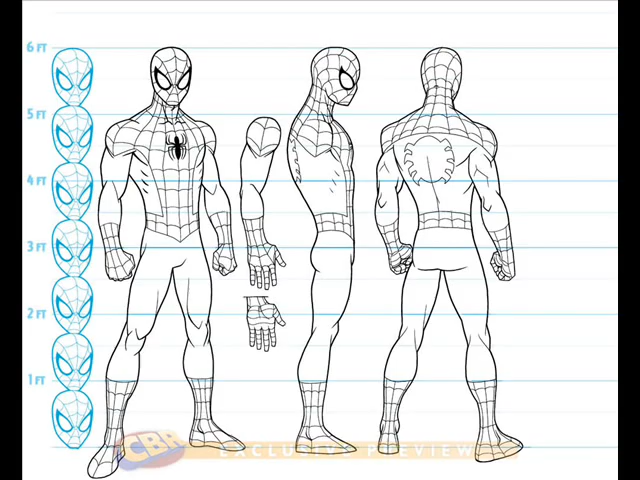 6 FT
5 FT
4 FT
3 FT
2 FT
1 FT
CBR
EXCLUSIVE PREVIEW